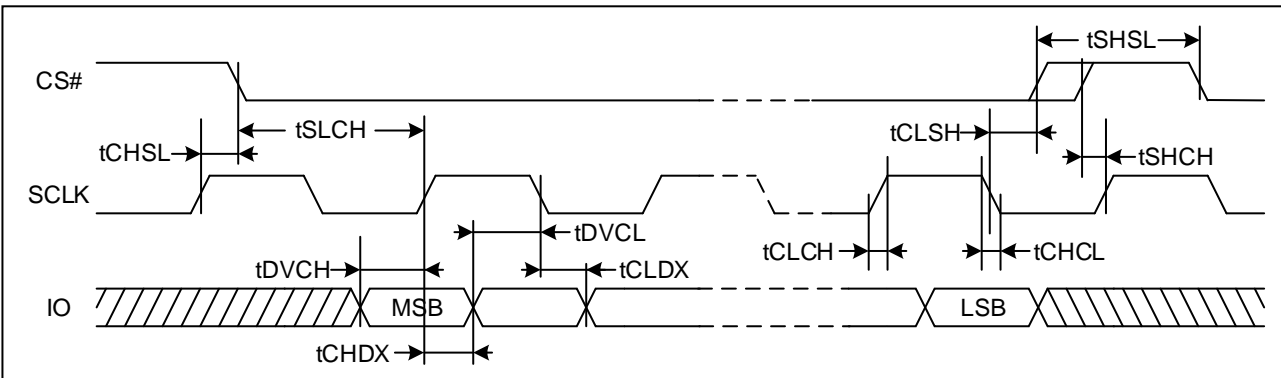 tSHSL
CS#
tSLCH
tCLSH
tCHSL
tSHCH
SCLK
tDVCL
tDVCH
tCLDX
tCLCH
tCHCL
IO
MSB
LSB
tCHDX